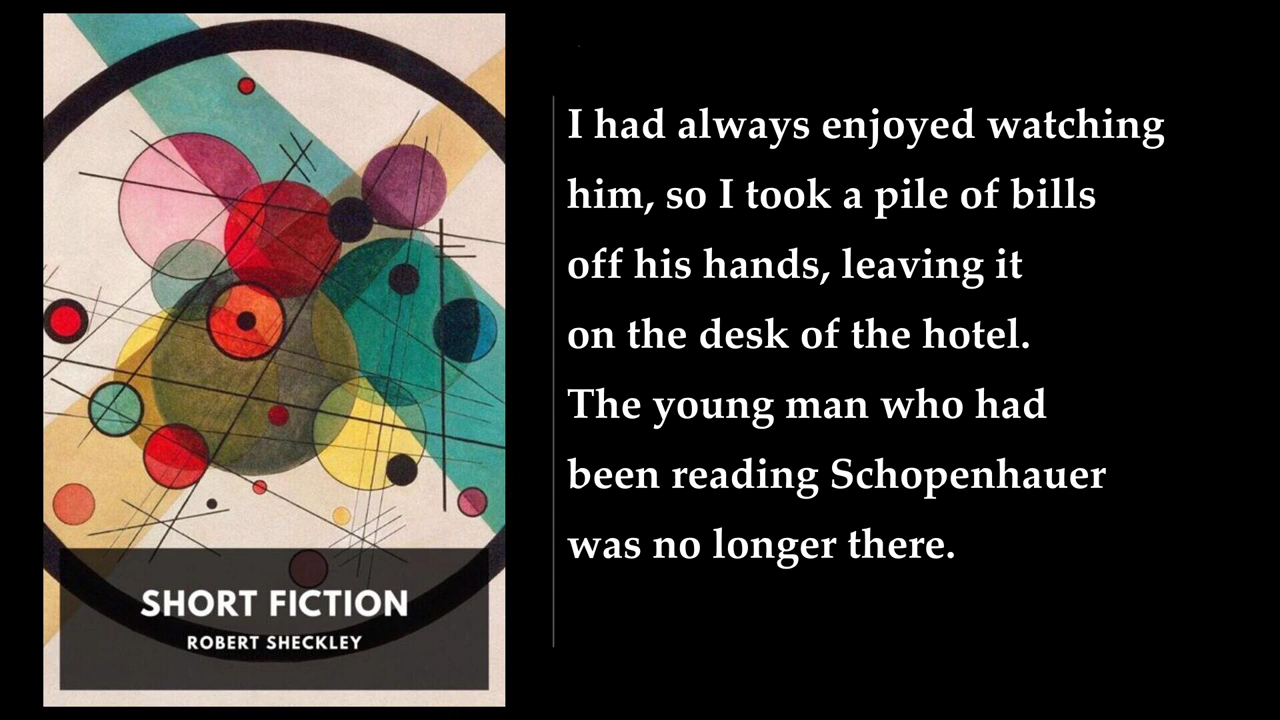 SHORT FICTION
ROBERT SHECKLEY
I had always enjoyed watching
him, so I took a pile of bills
off his hands, leaving it
on the desk of the hotel.
The young man who had
been reading Schopenhauer
was no longer there.